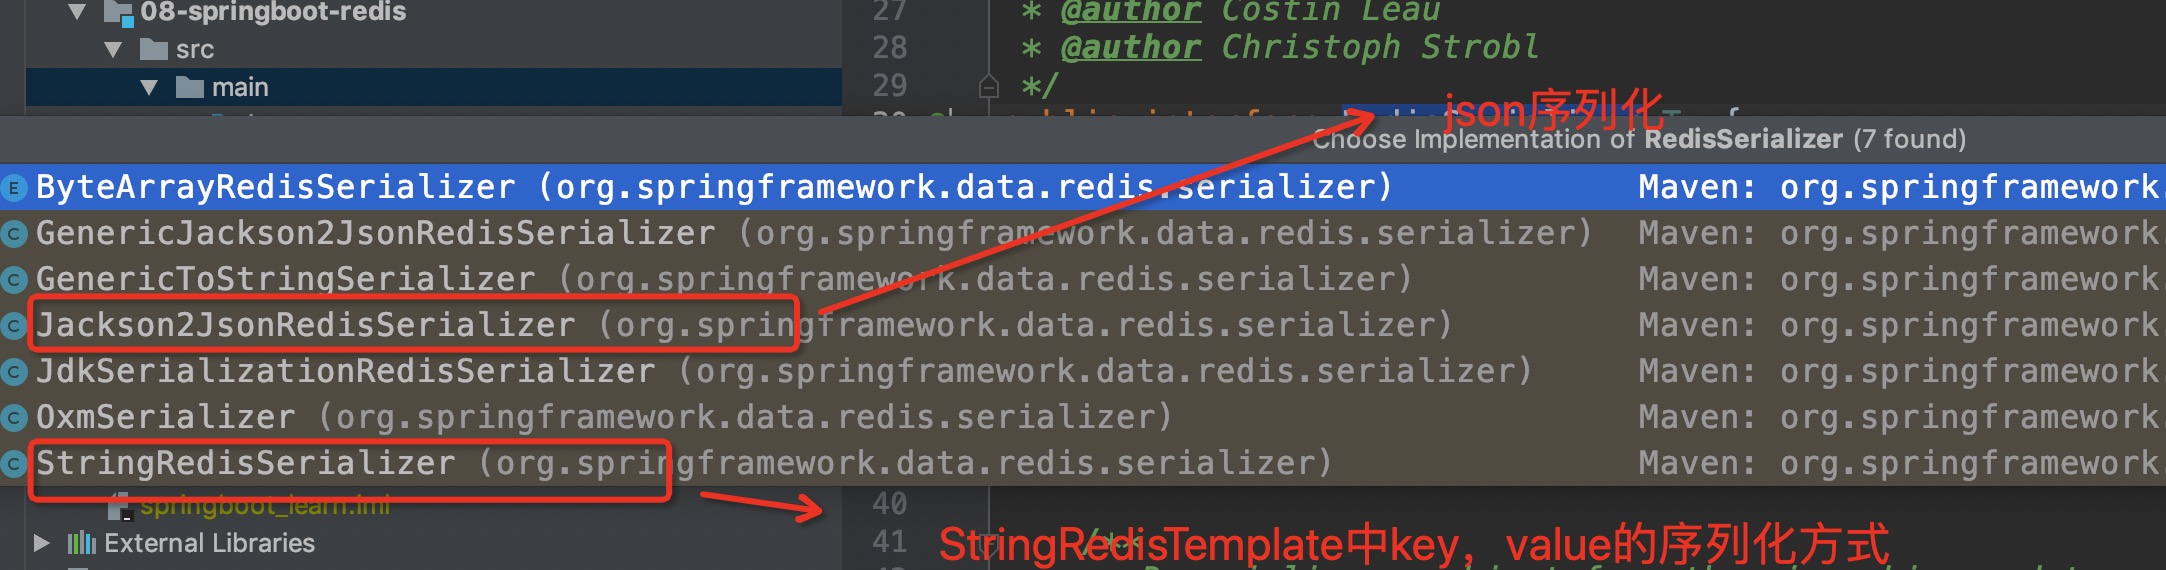 08-springboot-redis
src
main
27 * @author Costin Leau
28 * @author Christoph Strobl
29 */
json序列化
Choose Implementation of RedisSerializer (7 found)
ByteArrayRedisSerializer (org.springframework.data.redis.serializer) Maven: org.springframework.
GenericJackson2JsonRedisSerializer (org.springframework.data.redis.serializer) Maven: org.springframework.
GenericToStringSerializer (org.springframework.data.redis.serializer) Maven: org.springframework.
Jackson2JsonRedisSerializer (org.springframework.data.redis.serializer) Maven: org.springframework.
JdkSerializationRedisSerializer (org.springframework.data.redis.serializer) Maven: org.springframework.
OxmSerializer (org.springframework.data.redis.serializer) Maven: org.springframework.
StringRedisSerializer (org.springframework.data.redis.serializer) Maven: org.springframework.
springboot_learn.iml
40
External Libraries
41 /**
StringRedisTemplate中key，value的序列化方式